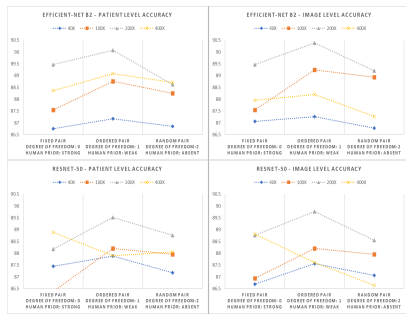 EFFICIENT-NET B2 - PATIENT LEVEL ACCURACY
40X 100X 200X 400X
90.5
90
89.5
89
88.5
88
87.5
87
86.5
FIXED PAIR ORDERED PAIR RANDOM PAIR
DEGREE OF FREEDOM: 0 DEGREE OF FREEDOM: 1 DEGREE OF FREEDOM:2
HUMAN PRIOR: STRONG HUMAN PRIOR: WEAK HUMAN PRIOR: ABSENT
EFFICIENT-NET B2 - IMAGE LEVEL ACCURACY
40X 100X 200X 400X
90.5
90
89.5
89
88.5
88
87.5
87
86.5
FIXED PAIR ORDERED PAIR RANDOM PAIR
DEGREE OF FREEDOM: 0 DEGREE OF FREEDOM: 1 DEGREE OF FREEDOM:2
HUMAN PRIOR: STRONG HUMAN PRIOR: WEAK HUMAN PRIOR: ABSENT
RESNET-50 - PATIENT LEVEL ACCURACY
40X 100X 200X 400X
90.5
90
89.5
89
88.5
88
87.5
87
86.5
FIXED PAIR ORDERED PAIR RANDOM PAIR
DEGREE OF FREEDOM: 0 DEGREE OF FREEDOM: 1 DEGREE OF FREEDOM:2
HUMAN PRIOR: STRONG HUMAN PRIOR: WEAK HUMAN PRIOR: ABSENT
RESNET-50 - IMAGE LEVEL ACCURACY
40X 100X 200X 400X
90.5
90
89.5
89
88.5
88
87.5
87
86.5
FIXED PAIR ORDERED PAIR RANDOM PAIR
DEGREE OF FREEDOM: 0 DEGREE OF FREEDOM: 1 DEGREE OF FREEDOM:2
HUMAN PRIOR: STRONG HUMAN PRIOR: WEAK HUMAN PRIOR: ABSENT